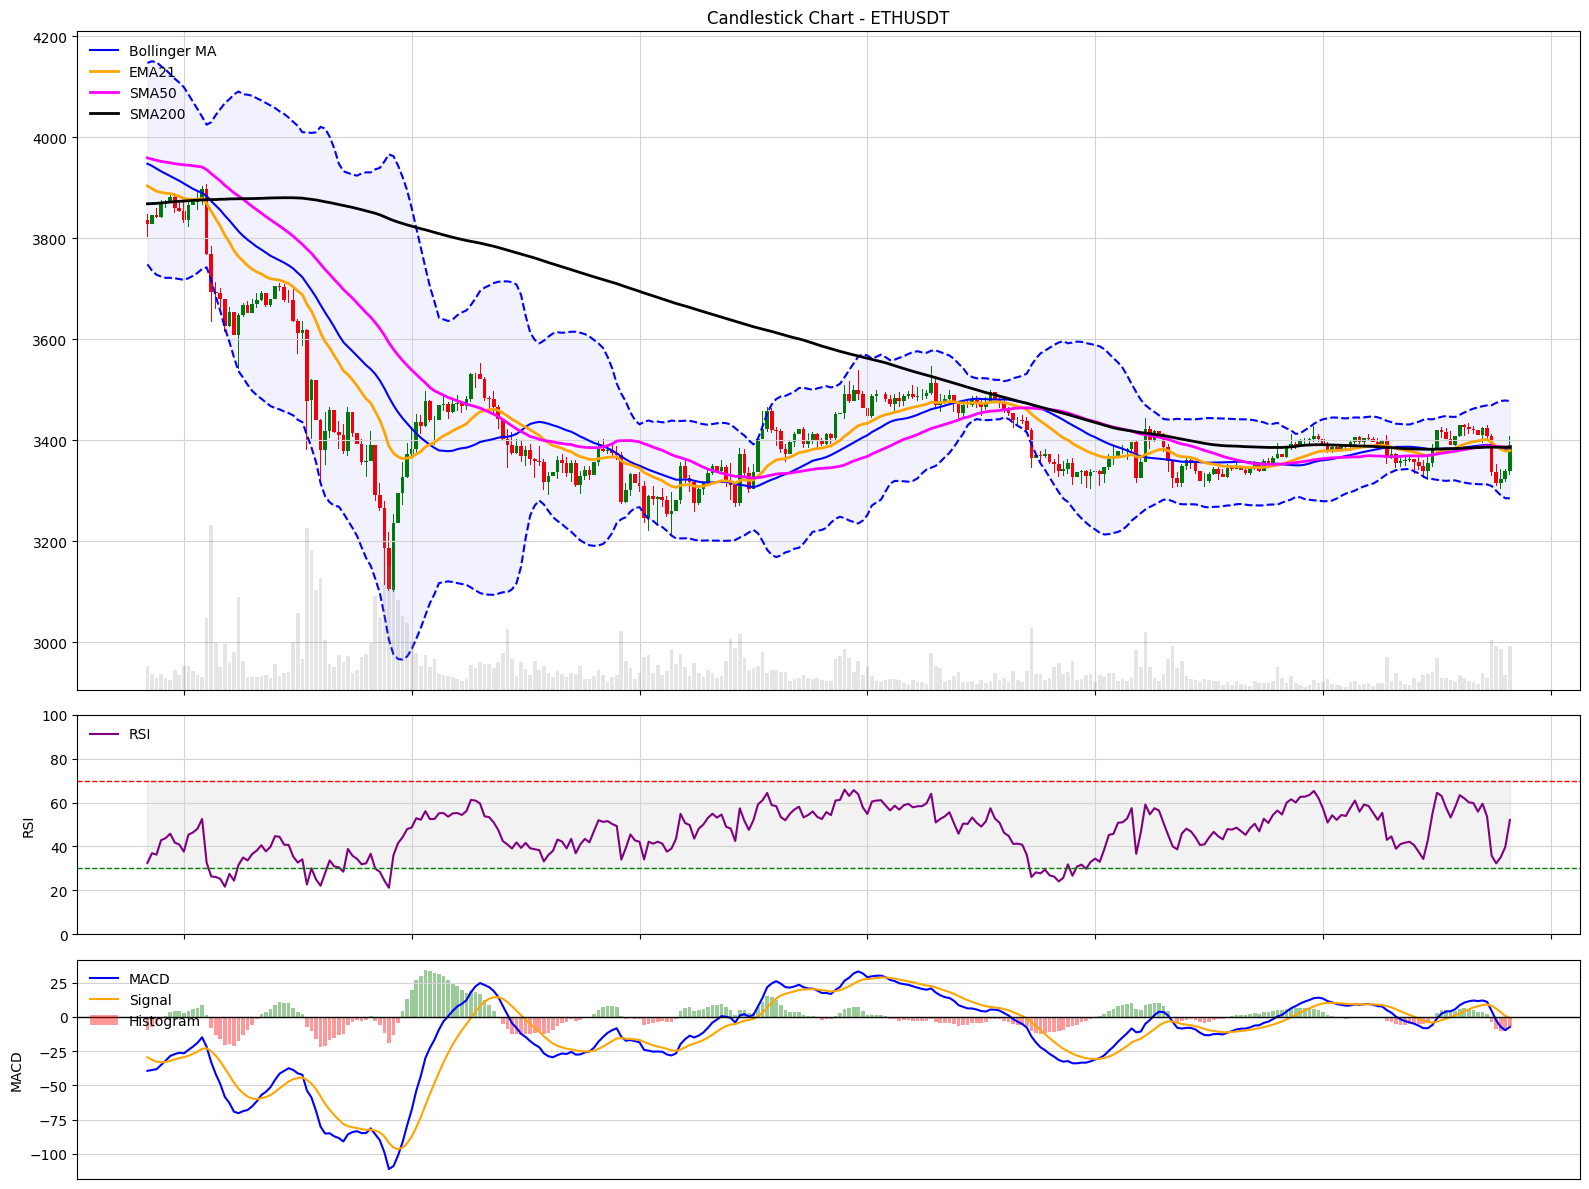 Candlestick Chart - ETHUSDT
4200
4000
3800
3600
3400
3200
3000
Bollinger MA
EMA21
SMA50
SMA200
100
80
60
40
20
0
RSI
RSI
25
0
−25
−50
−75
−100
MACD
MACD
Signal
Histogram